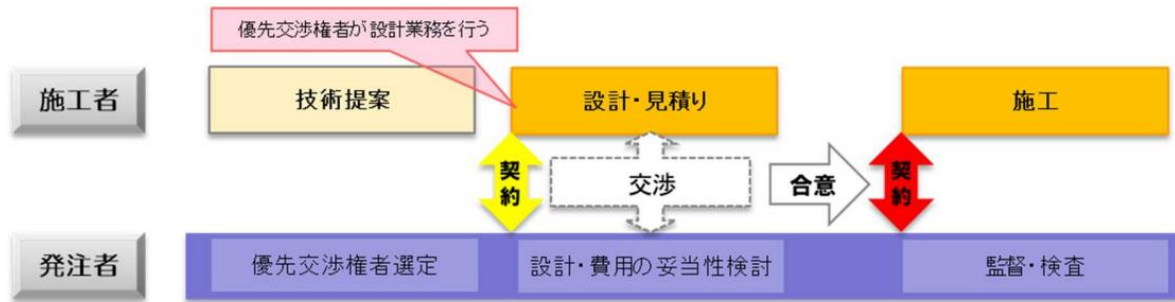 優先交渉権者が設計業務を行う
施工者
技術提案
設計・見積り
施工
契約
交渉
合意
契約
発注者
優先交渉権者選定
設計・費用の妥当性検討
監督・検査